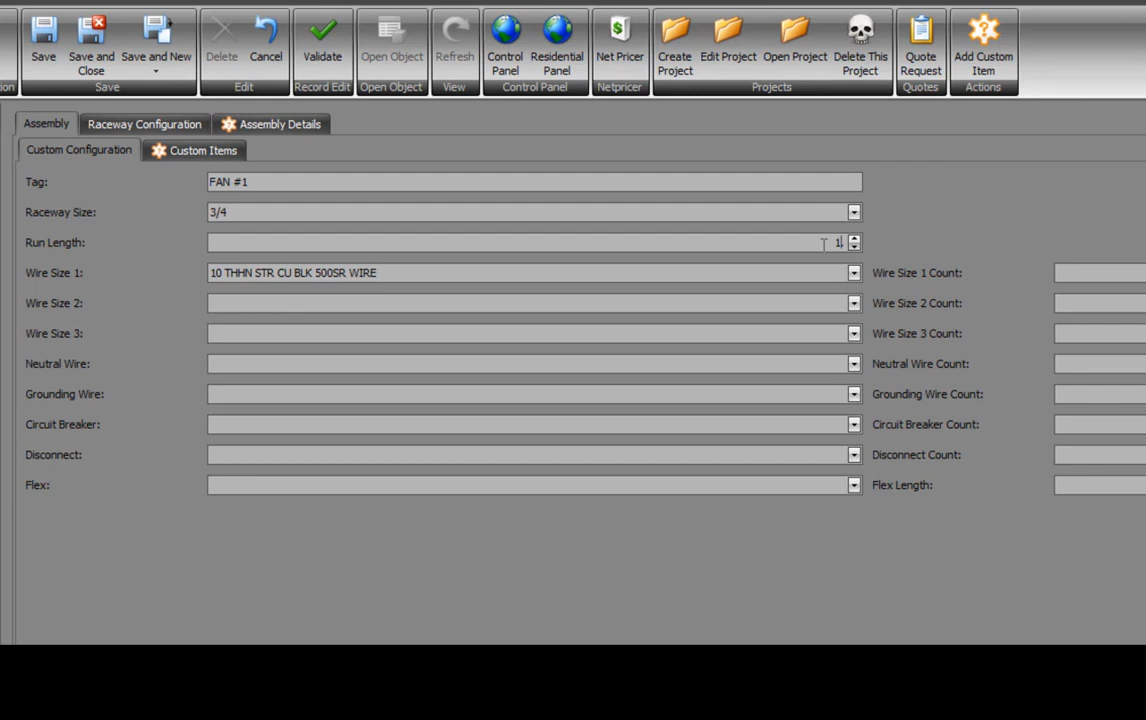 Save
Save and Close
Save and New
Delete
Cancel
Validate
Open Object
Refresh
Control Panel
Residential Panel
Net Pricer
Create Project
Edit Project
Open Project
Delete This Project
Quote Request
Add Custom Item
ion
Save
Edit
Record Edit
Open Object
View
Control Panel
Netpricer
Projects
Quotes
Actions
Assembly
Raceway Configuration
Assembly Details
Custom Configuration
Custom Items
Tag: FAN #1
Raceway Size: 3/4
Run Length: 1
Wire Size 1: 10 THHN STR CU BLK 500SR WIRE Wire Size 1 Count:
Wire Size 2: Wire Size 2 Count:
Wire Size 3: Wire Size 3 Count:
Neutral Wire: Neutral Wire Count:
Grounding Wire: Grounding Wire Count:
Circuit Breaker: Circuit Breaker Count:
Disconnect: Disconnect Count:
Flex: Flex Length: